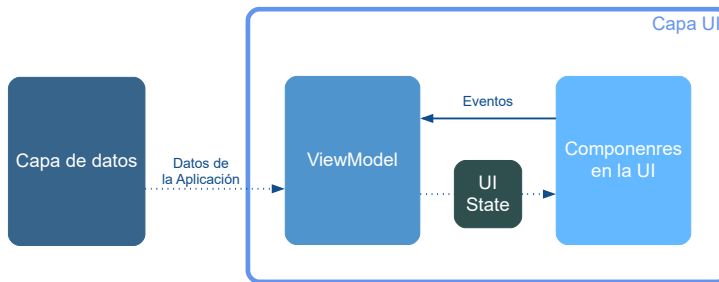 Capa UI
Capa de datos
Datos de
la Aplicación
ViewModel
Eventos
UI
State
Componenres
en la UI